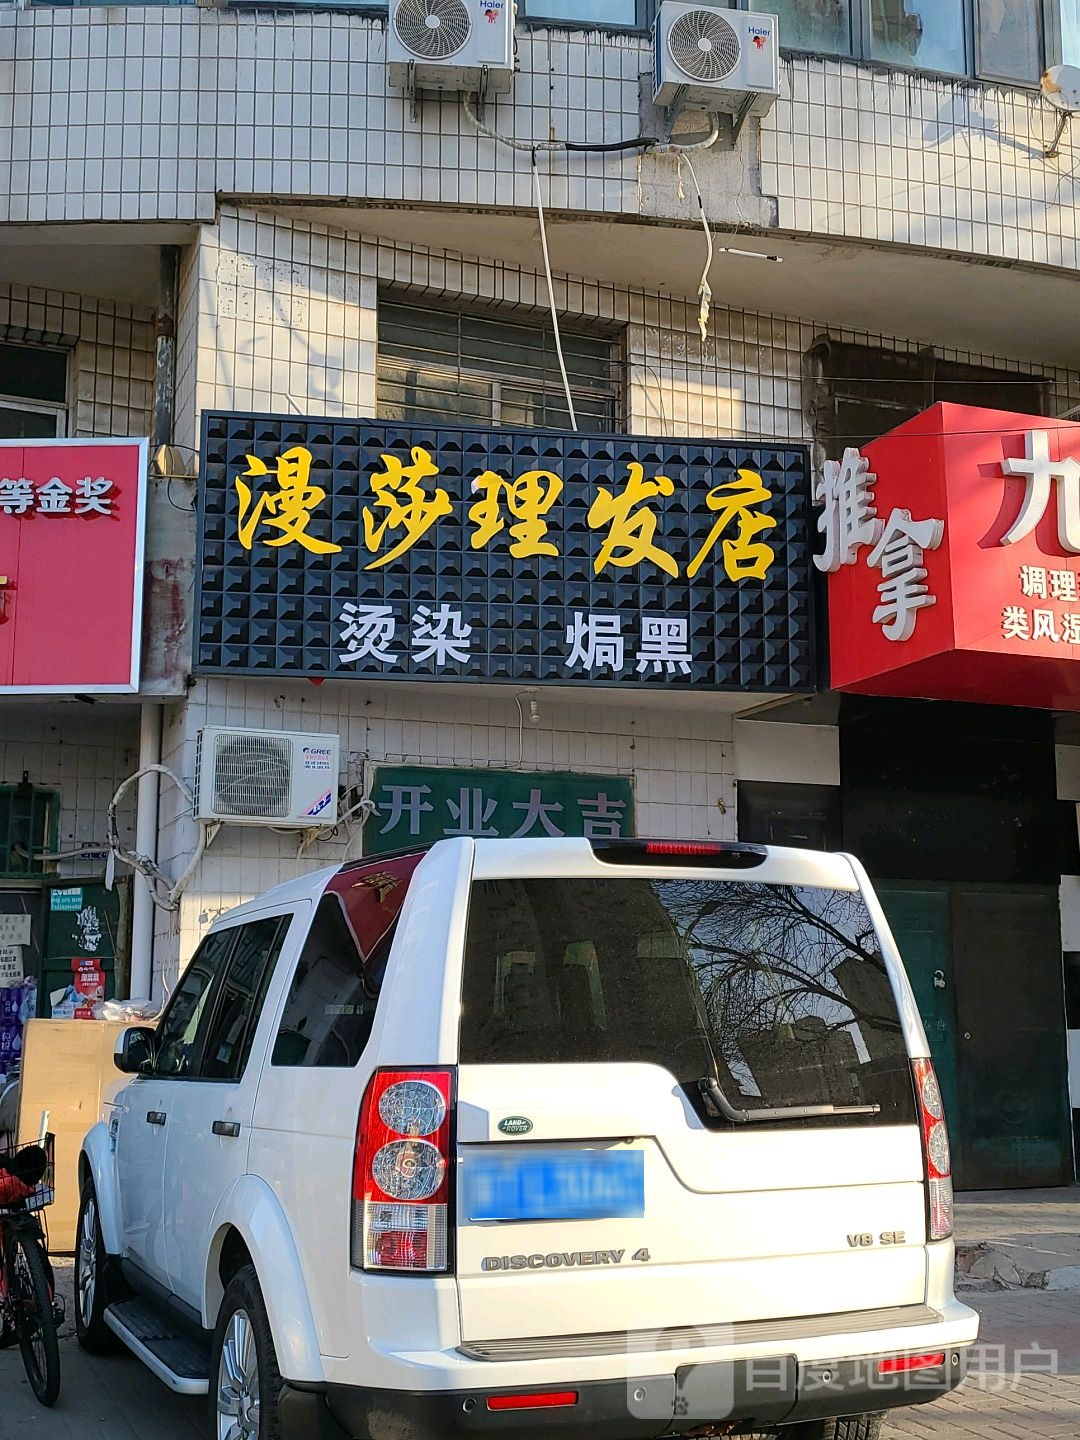 Haier
Haier
等金奖
漫莎理发店
烫染 焗黑
推拿
九
调理
类风湿
GREE
开业大吉
LAND ROVER
DISCOVERY 4
V8 SE
百度地图用户